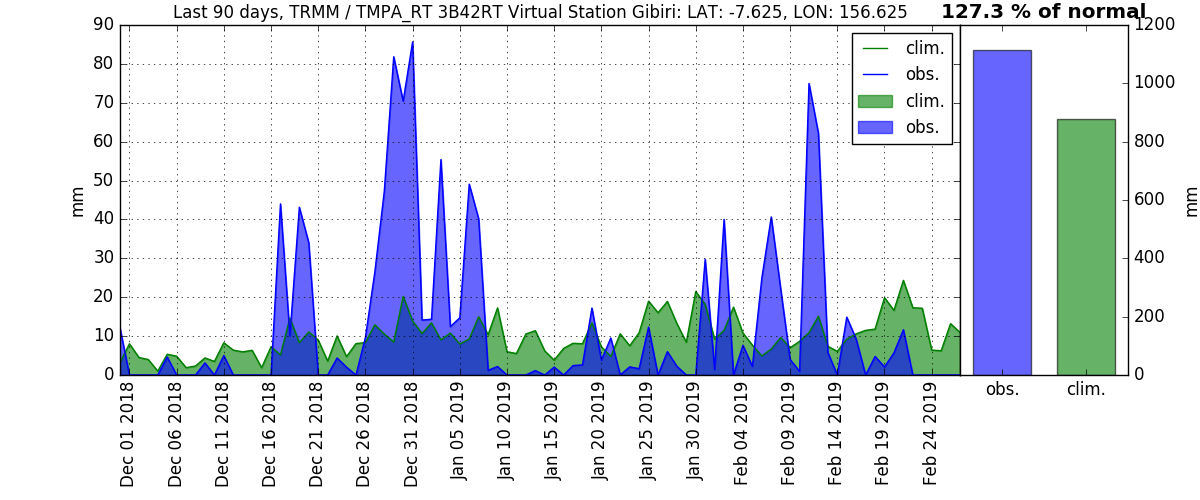 Last 90 days, TRMM / TMPA_RT 3B42RT Virtual Station Gibiri: LAT: -7.625, LON: 156.625
127.3 % of normal
90
80
70
60
50
40
30
20
10
0
mm
clim.
obs.
clim.
obs.
1200
1000
800
600
400
200
0
mm
obs.
clim.
Dec 01 2018
Dec 06 2018
Dec 11 2018
Dec 16 2018
Dec 21 2018
Dec 26 2018
Dec 31 2018
Jan 05 2019
Jan 10 2019
Jan 15 2019
Jan 20 2019
Jan 25 2019
Jan 30 2019
Feb 04 2019
Feb 09 2019
Feb 14 2019
Feb 19 2019
Feb 24 2019